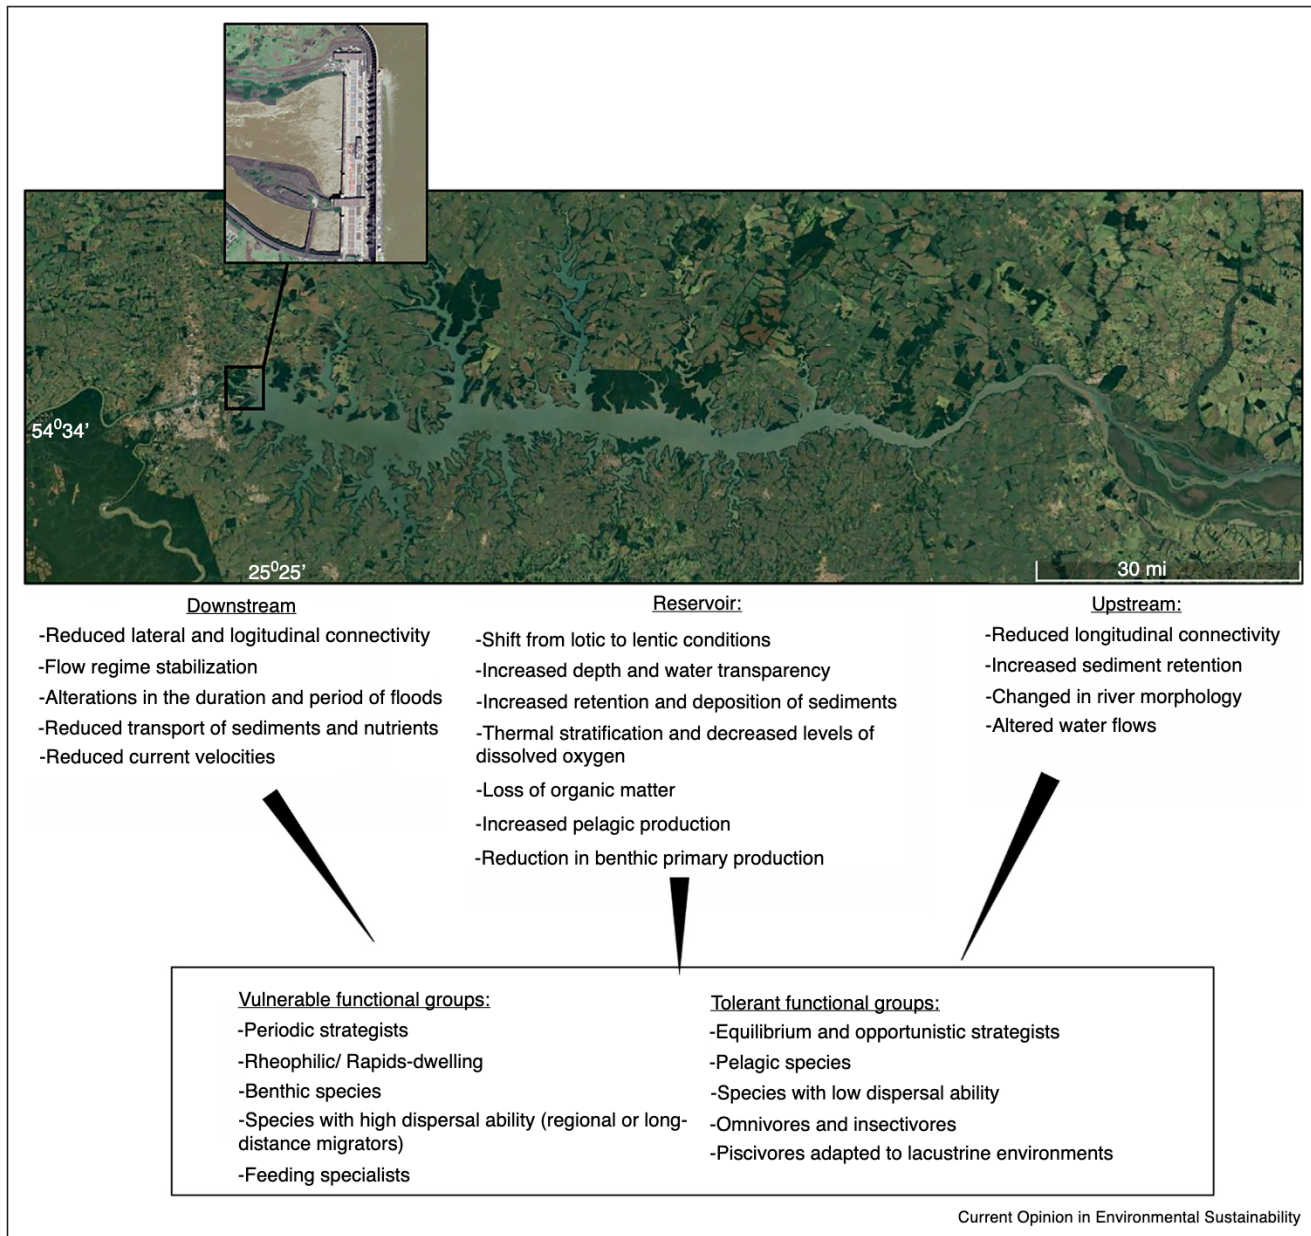 54⁰34’
25⁰25’
30 mi
Downstream
-Reduced lateral and logitudinal connectivity
-Flow regime stabilization
-Alterations in the duration and period of floods
-Reduced transport of sediments and nutrients
-Reduced current velocities
Reservoir:
-Shift from lotic to lentic conditions
-Increased depth and water transparency
-Increased retention and deposition of sediments
-Thermal stratification and decreased levels of
dissolved oxygen
-Loss of organic matter
-Increased pelagic production
-Reduction in benthic primary production
Upstream:
-Reduced longitudinal connectivity
-Increased sediment retention
-Changed in river morphology
-Altered water flows
Vulnerable functional groups:
-Periodic strategists
-Rheophilic/ Rapids-dwelling
-Benthic species
-Species with high dispersal ability (regional or long-
distance migrators)
-Feeding specialists
Tolerant functional groups:
-Equilibrium and opportunistic strategists
-Pelagic species
-Species with low dispersal ability
-Omnivores and insectivores
-Piscivores adapted to lacustrine environments
Current Opinion in Environmental Sustainability